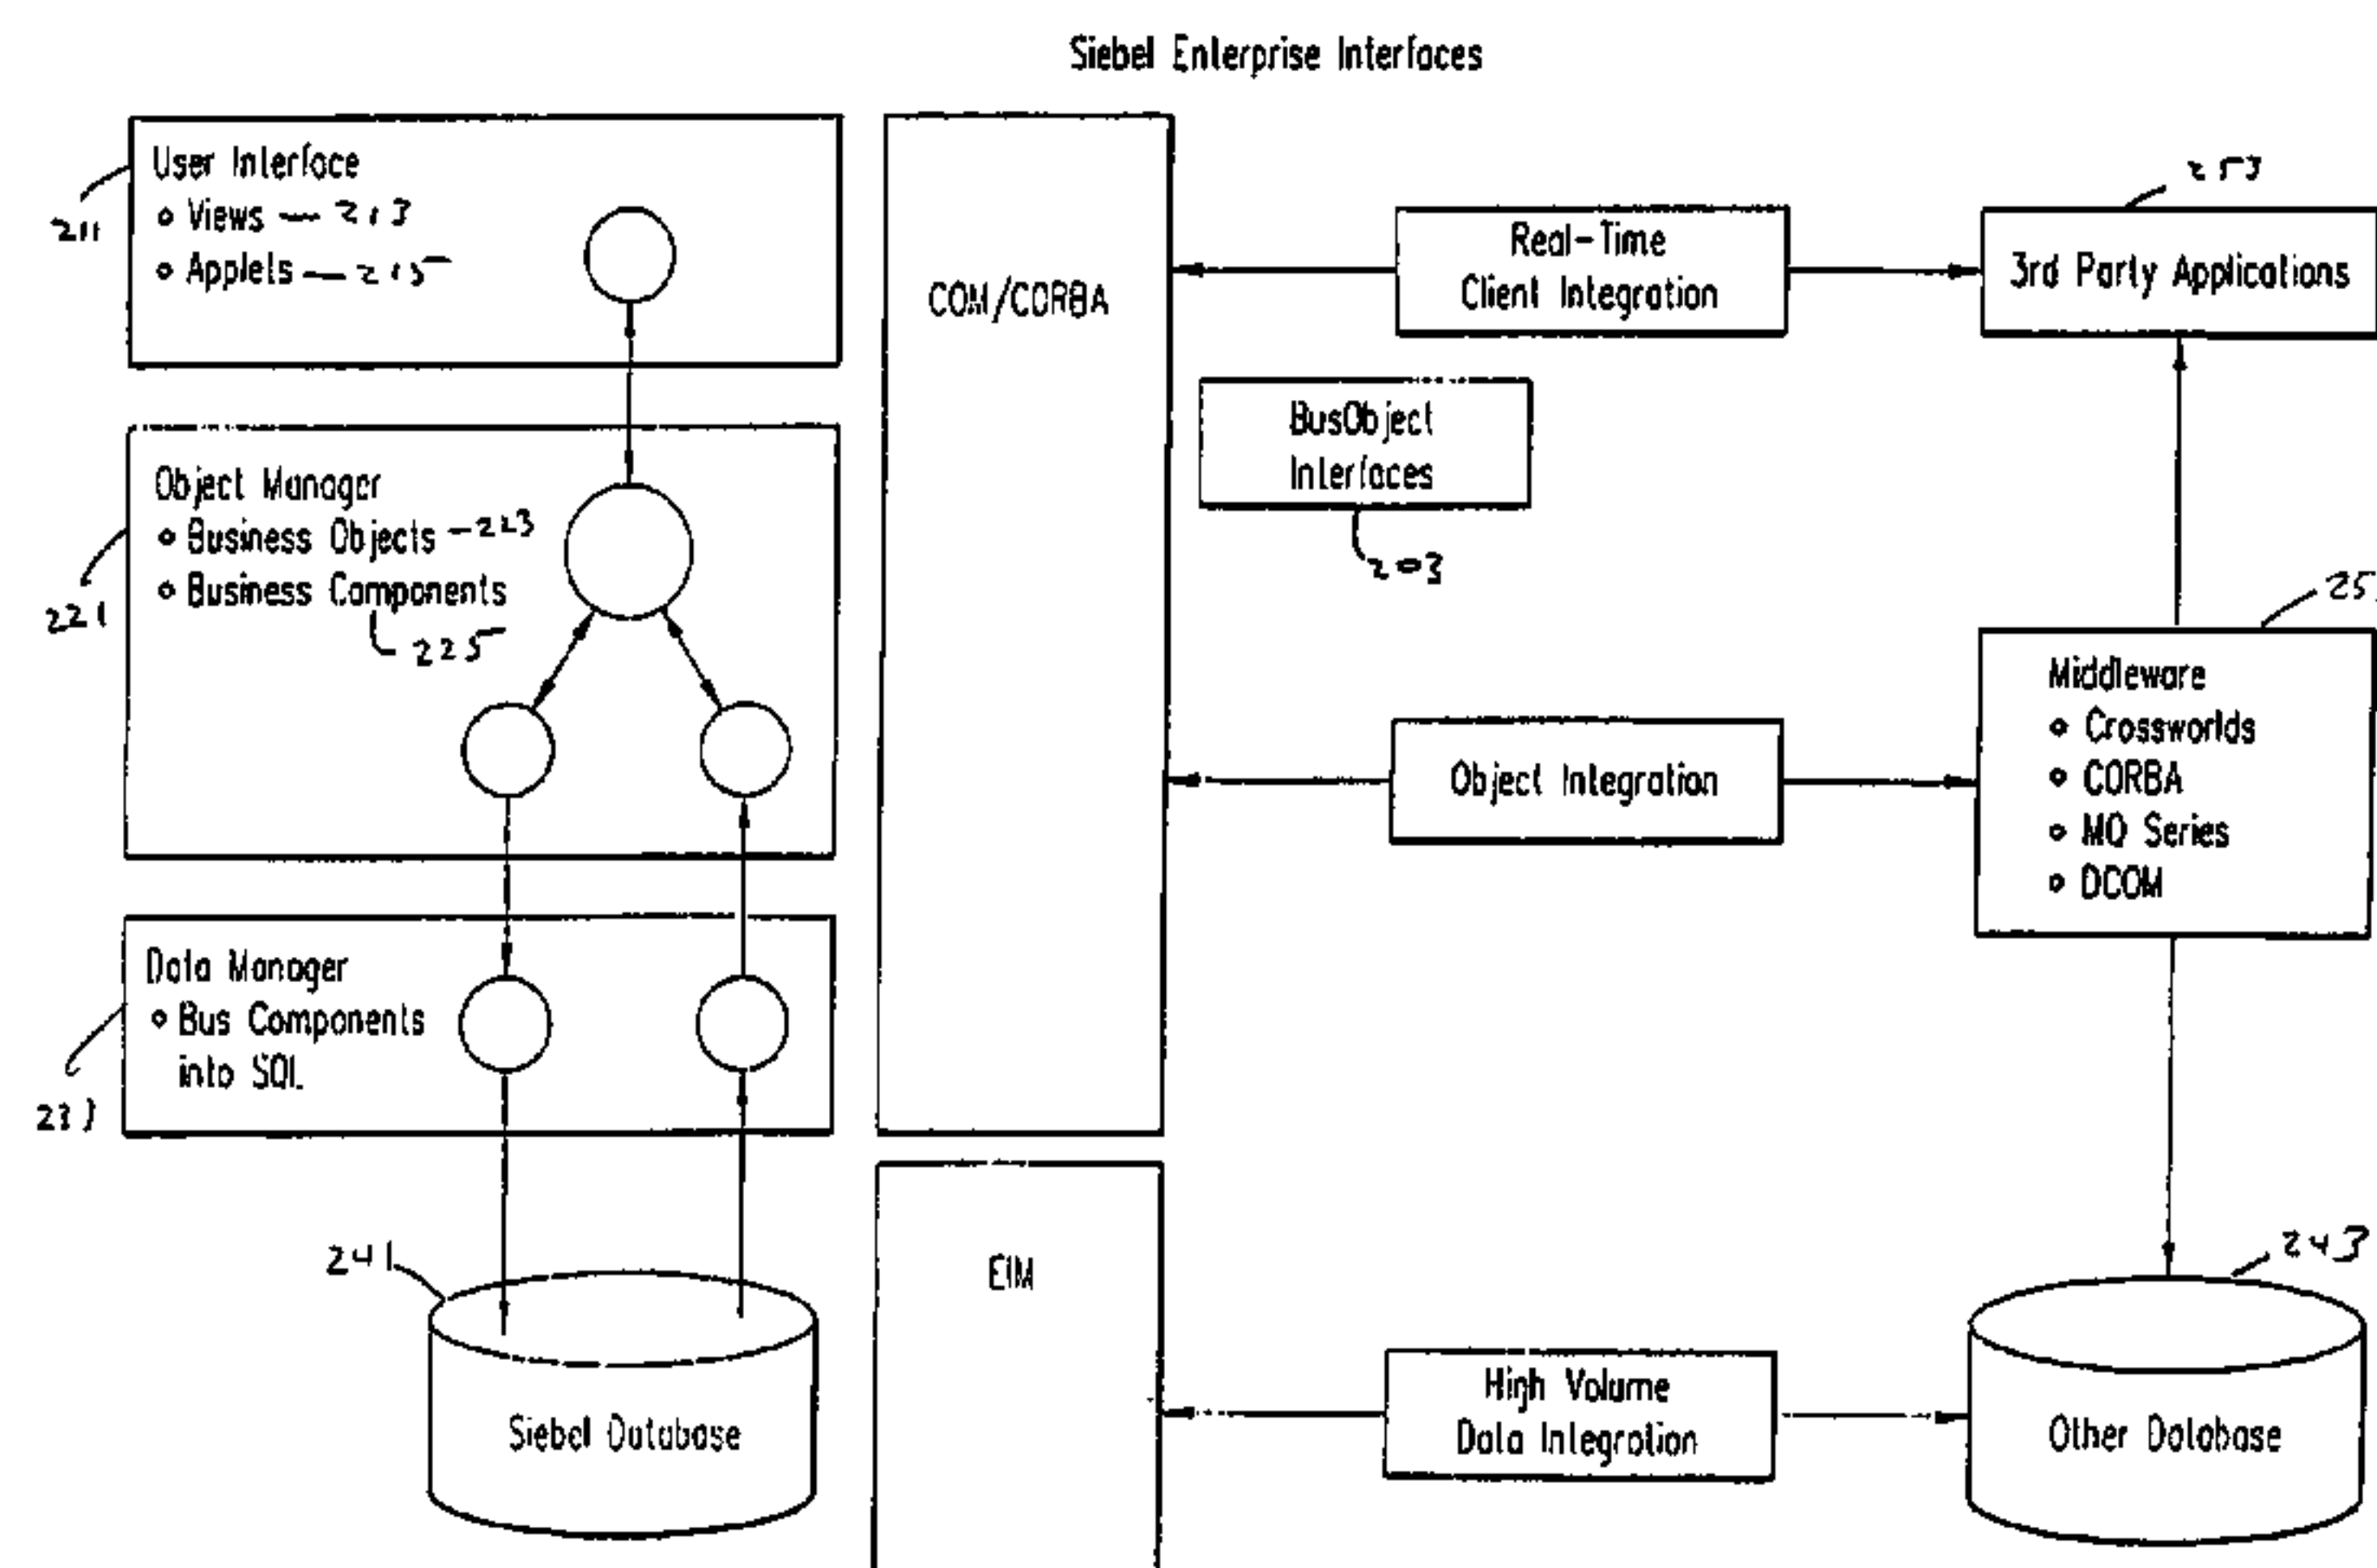 Siebel Enterprise Interfaces
User Interface
Views — 213
Applets — 215
211
Object Manager
Business Objects — 223
Business Components
225
221
Data Manager
Bus Components
into SQL
241
Siebel Database
COM/CORBA
EIM
Real-Time
Client Integration
BusObject
Interfaces
203
Object Integration
High Volume
Data Integration
253
3rd Party Applications
Middleware
Crossworlds
CORBA
MQ Series
DCOM
243
Other Database